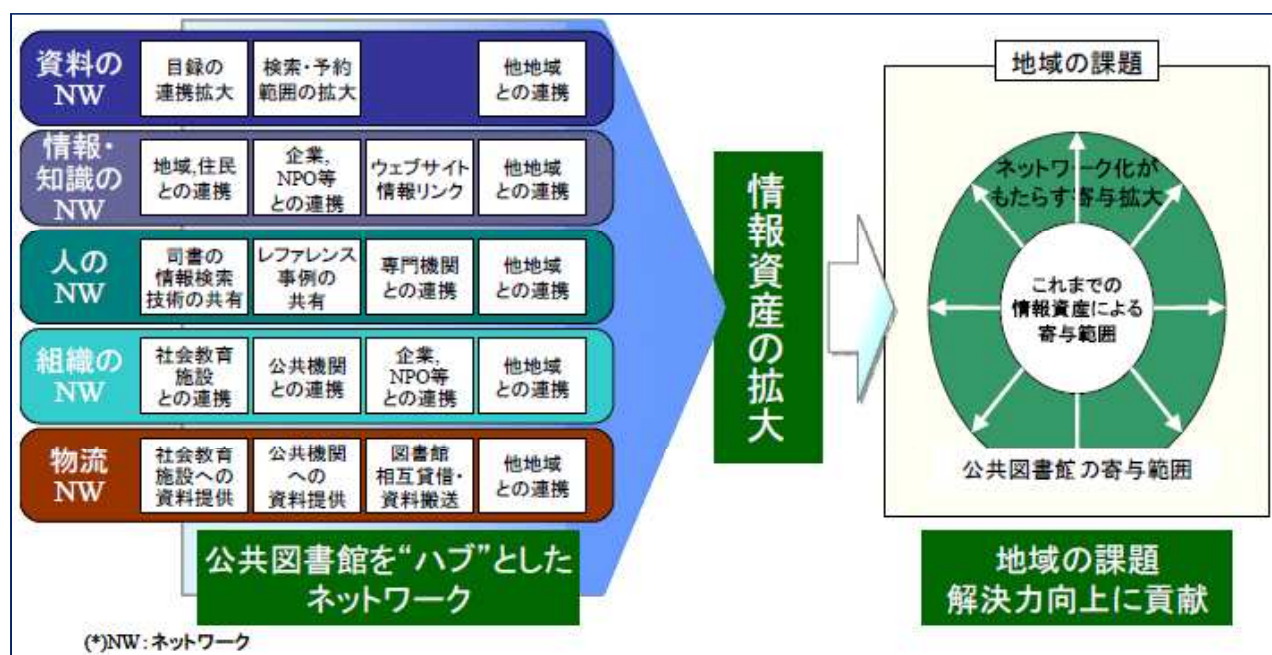 資料の
NW
目録の
連携拡大
検索・予約
範囲の拡大
他地域
との連携
情報・
知識の
NW
地域,住民
との連携
企業,
NPO等
との連携
ウェブサイト
情報リンク
他地域
との連携
人の
NW
司書の
情報検索
技術の共有
レファレンス
事例の
共有
専門機関
との連携
他地域
との連携
組織の
NW
社会教育
施設
との連携
公共機関
との連携
企業,
NPO等
との連携
他地域
との連携
物流
NW
社会教育
施設への
資料提供
公共機関
への
資料提供
図書館
相互貸借・
資料搬送
他地域
との連携
公共図書館を“ハブ”とした
ネットワーク
(*)NW:ネットワーク
情報資産の拡大
地域の課題
ネットワーク化が
もたらす寄与拡大
これまでの
情報資産による
寄与範囲
公共図書館の寄与範囲
地域の課題
解決力向上に貢献